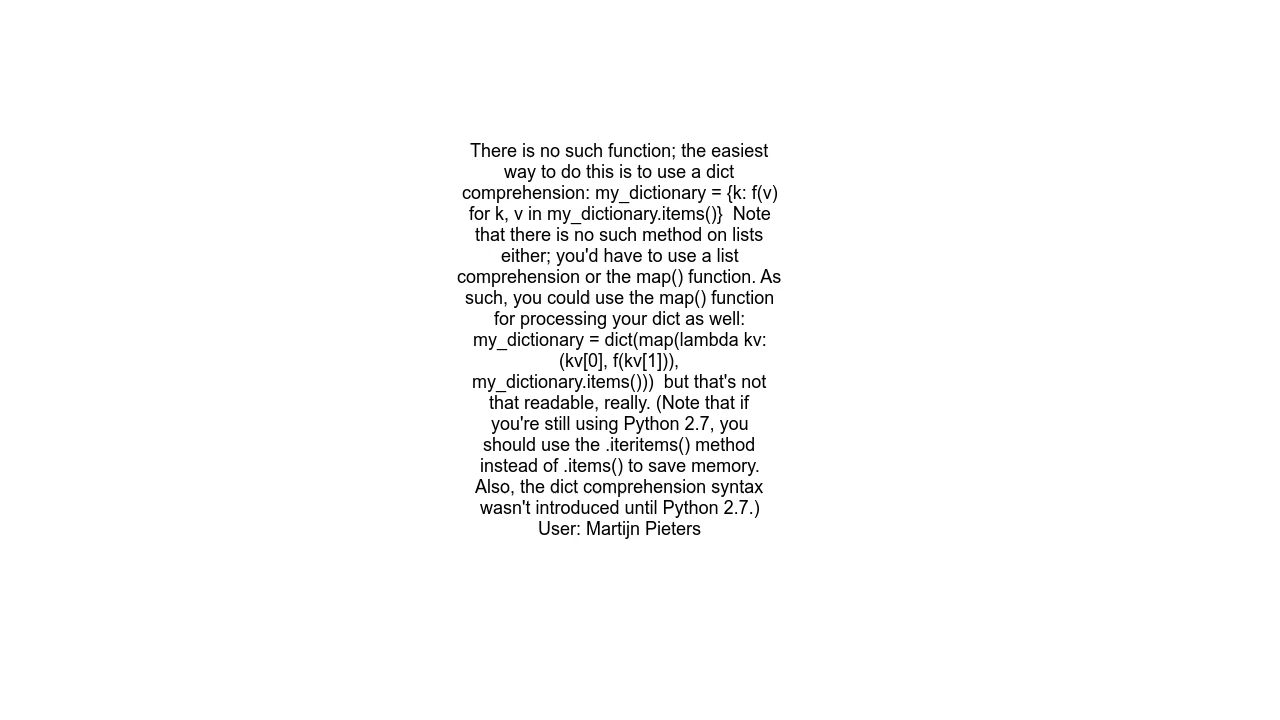 There is no such function; the easiest
way to do this is to use a dict
comprehension: my_dictionary = {k: f(v)
for k, v in my_dictionary.items()}  Note
that there is no such method on lists
either; you'd have to use a list
comprehension or the map() function. As
such, you could use the map() function
for processing your dict as well:
my_dictionary = dict(map(lambda kv:
(kv[0], f(kv[1])),
my_dictionary.items()))  but that's not
that readable, really. (Note that if
you're still using Python 2.7, you
should use the .iteritems() method
instead of .items() to save memory.
Also, the dict comprehension syntax
wasn't introduced until Python 2.7.)
User: Martijn Pieters